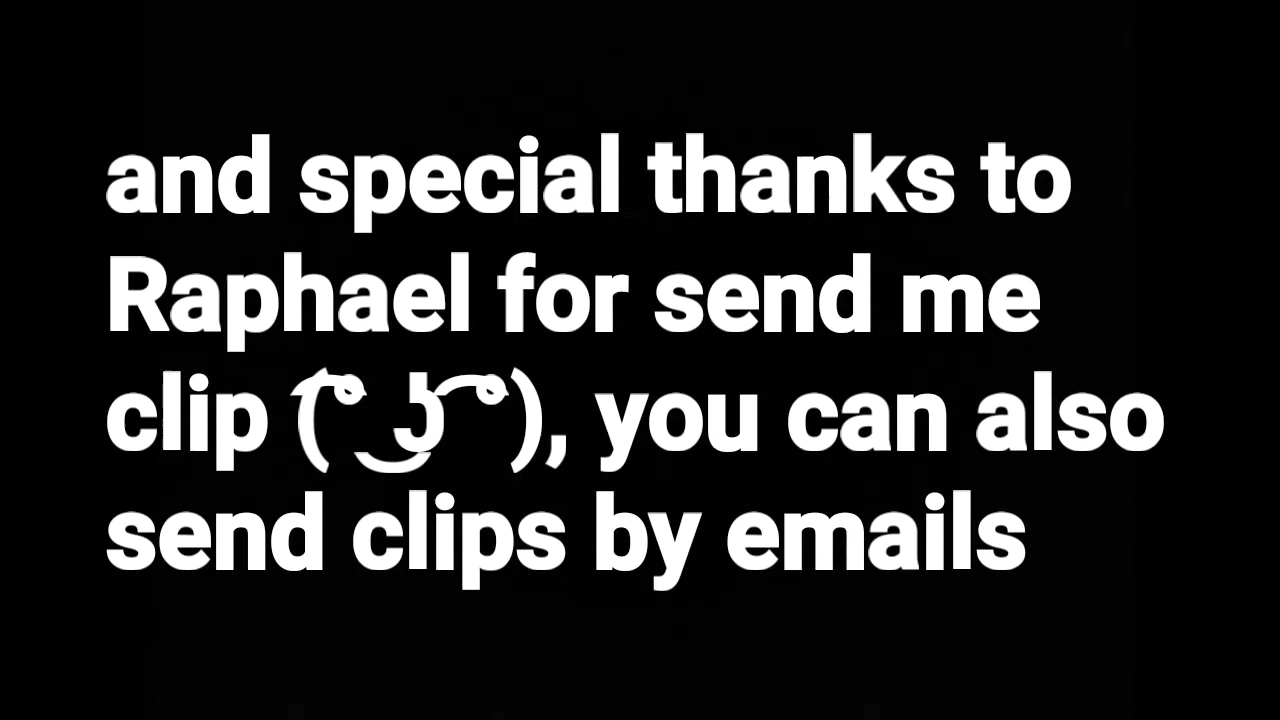 and special thanks to
Raphael for send me
clip ( ͡° ͜ʖ ͡°), you can also
send clips by emails